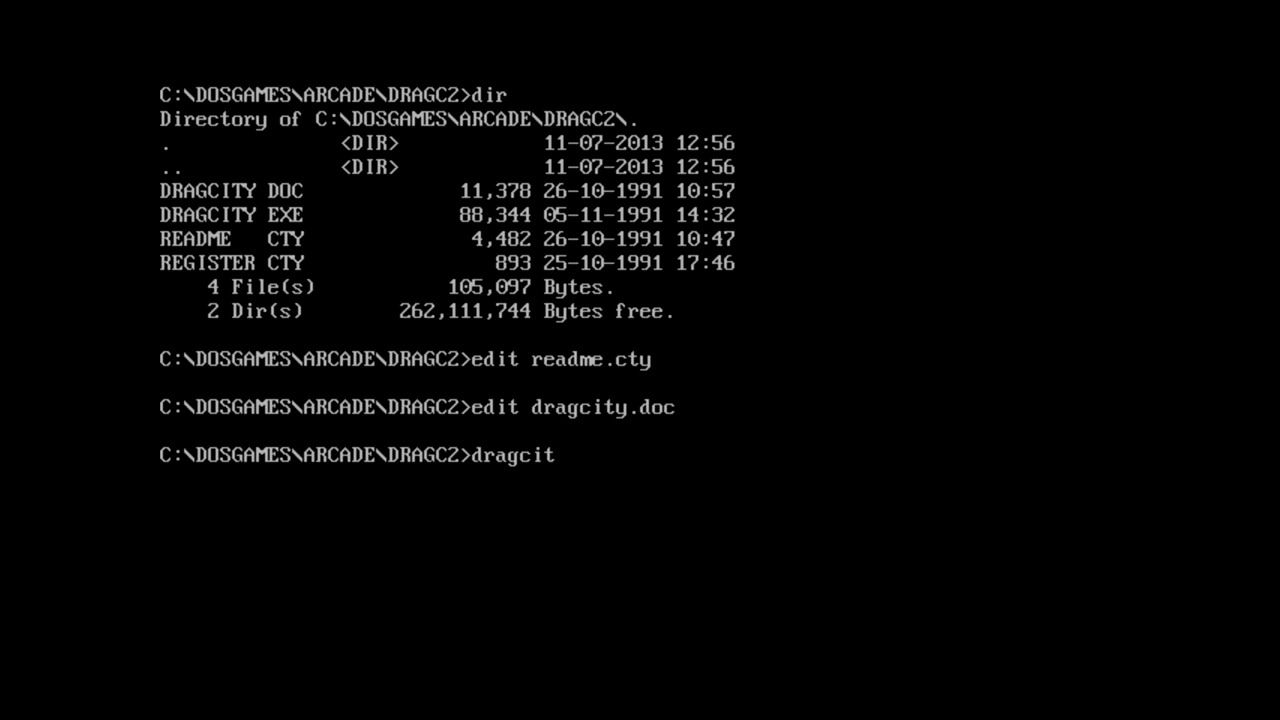 C:\DOSGAMES\ARCADE\DRAGC2>dir
Directory of C:\DOSGAMES\ARCADE\DRAGC2\.
.              <DIR>            11-07-2013 12:56
..             <DIR>            11-07-2013 12:56
DRAGCITY DOC             11,378 26-10-1991 10:57
DRAGCITY EXE             88,344 05-11-1991 14:32
README   CTY              4,482 26-10-1991 10:47
REGISTER CTY                893 25-10-1991 17:46
    4 File(s)           105,097 Bytes.
    2 Dir(s)        262,111,744 Bytes free.
C:\DOSGAMES\ARCADE\DRAGC2>edit readme.cty
C:\DOSGAMES\ARCADE\DRAGC2>edit dragcity.doc
C:\DOSGAMES\ARCADE\DRAGC2>dragcit